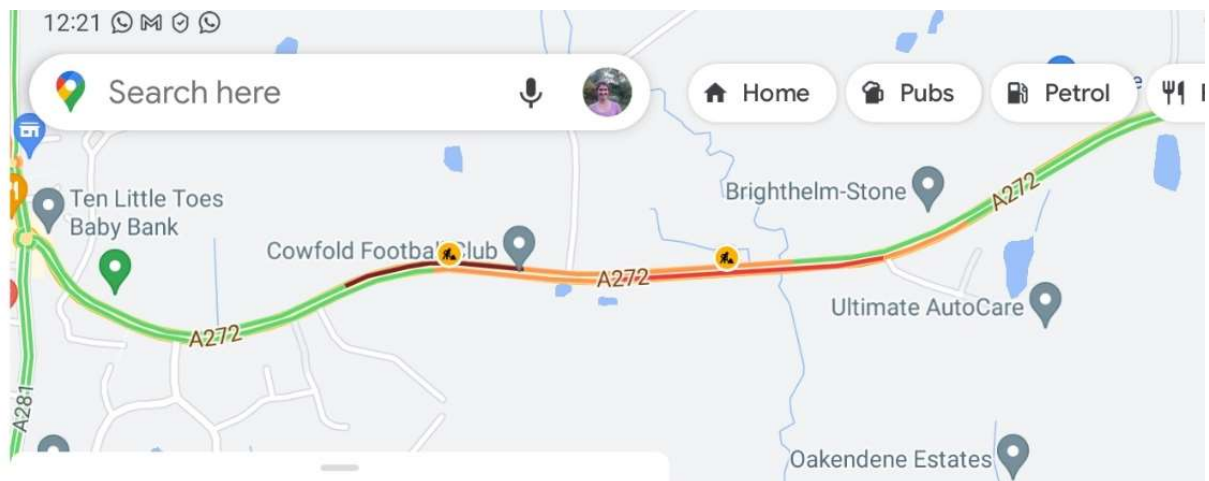 12:21
Search here
Home
Pubs
Petrol
Ten Little Toes
Baby Bank
Cowfold Football Club
Brighthelm-Stone
A272
A272
A272
Ultimate AutoCare
A281
Oakendene Estates